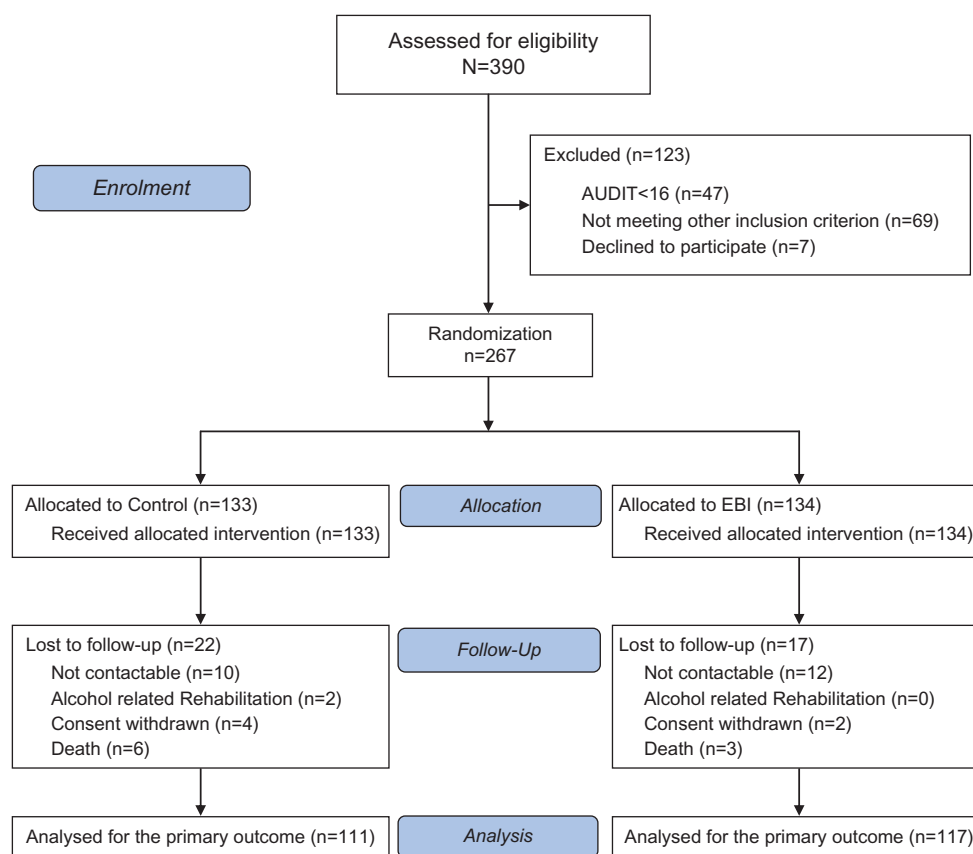 Assessed for eligibility
N=390
Enrolment
Excluded (n=123)
AUDIT<16 (n=47)
Not meeting other inclusion criterion (n=69)
Declined to participate (n=7)
Randomization
n=267
Allocated to Control (n=133)
Received allocated intervention (n=133)
Allocation
Allocated to EBI (n=134)
Received allocated intervention (n=134)
Lost to follow-up (n=22)
Not contactable (n=10)
Alcohol related Rehabilitation (n=2)
Consent withdrawn (n=4)
Death (n=6)
Follow-Up
Lost to follow-up (n=17)
Not contactable (n=12)
Alcohol related Rehabilitation (n=0)
Consent withdrawn (n=2)
Death (n=3)
Analysed for the primary outcome (n=111)
Analysis
Analysed for the primary outcome (n=117)